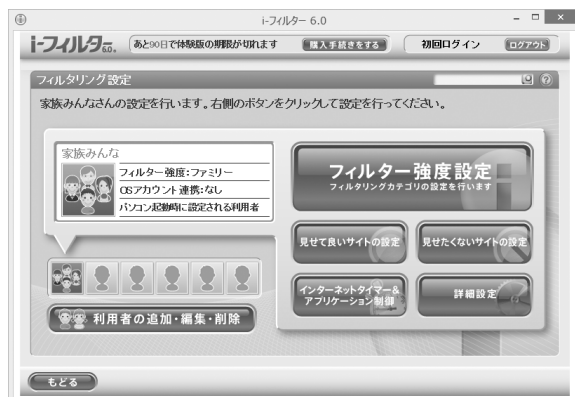 i-フィルター 6.0
i-フィルター6.0.
あと90日で体験版の期限が切れます
購入手続きをする
初回ログイン
ログアウト
フィルタリング設定
家族みんなさんの設定を行います。右側のボタンをクリックして設定を行ってください。
家族みんな
フィルター強度：ファミリー
OSアカウント連携：なし
パソコン起動時に設定される利用者
フィルター強度設定
フィルタリングカテゴリの設定を行います
見せて良いサイトの設定
見せたくないサイトの設定
インターネットタイマー&
アプリケーション制御
詳細設定
利用者の追加・編集・削除
もどる